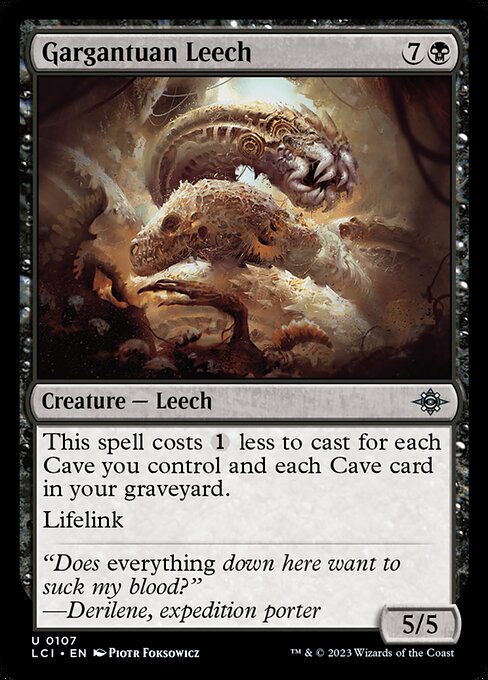 Gargantuan Leech 7
Creature — Leech
This spell costs 1 less to cast for each
Cave you control and each Cave card
in your graveyard.
Lifelink
“Does everything down here want to
suck my blood?”
—Derilene, expedition porter
5/5
U 0107
LCI • EN Piotr Foksowicz
™ & © 2023 Wizards of the Coast